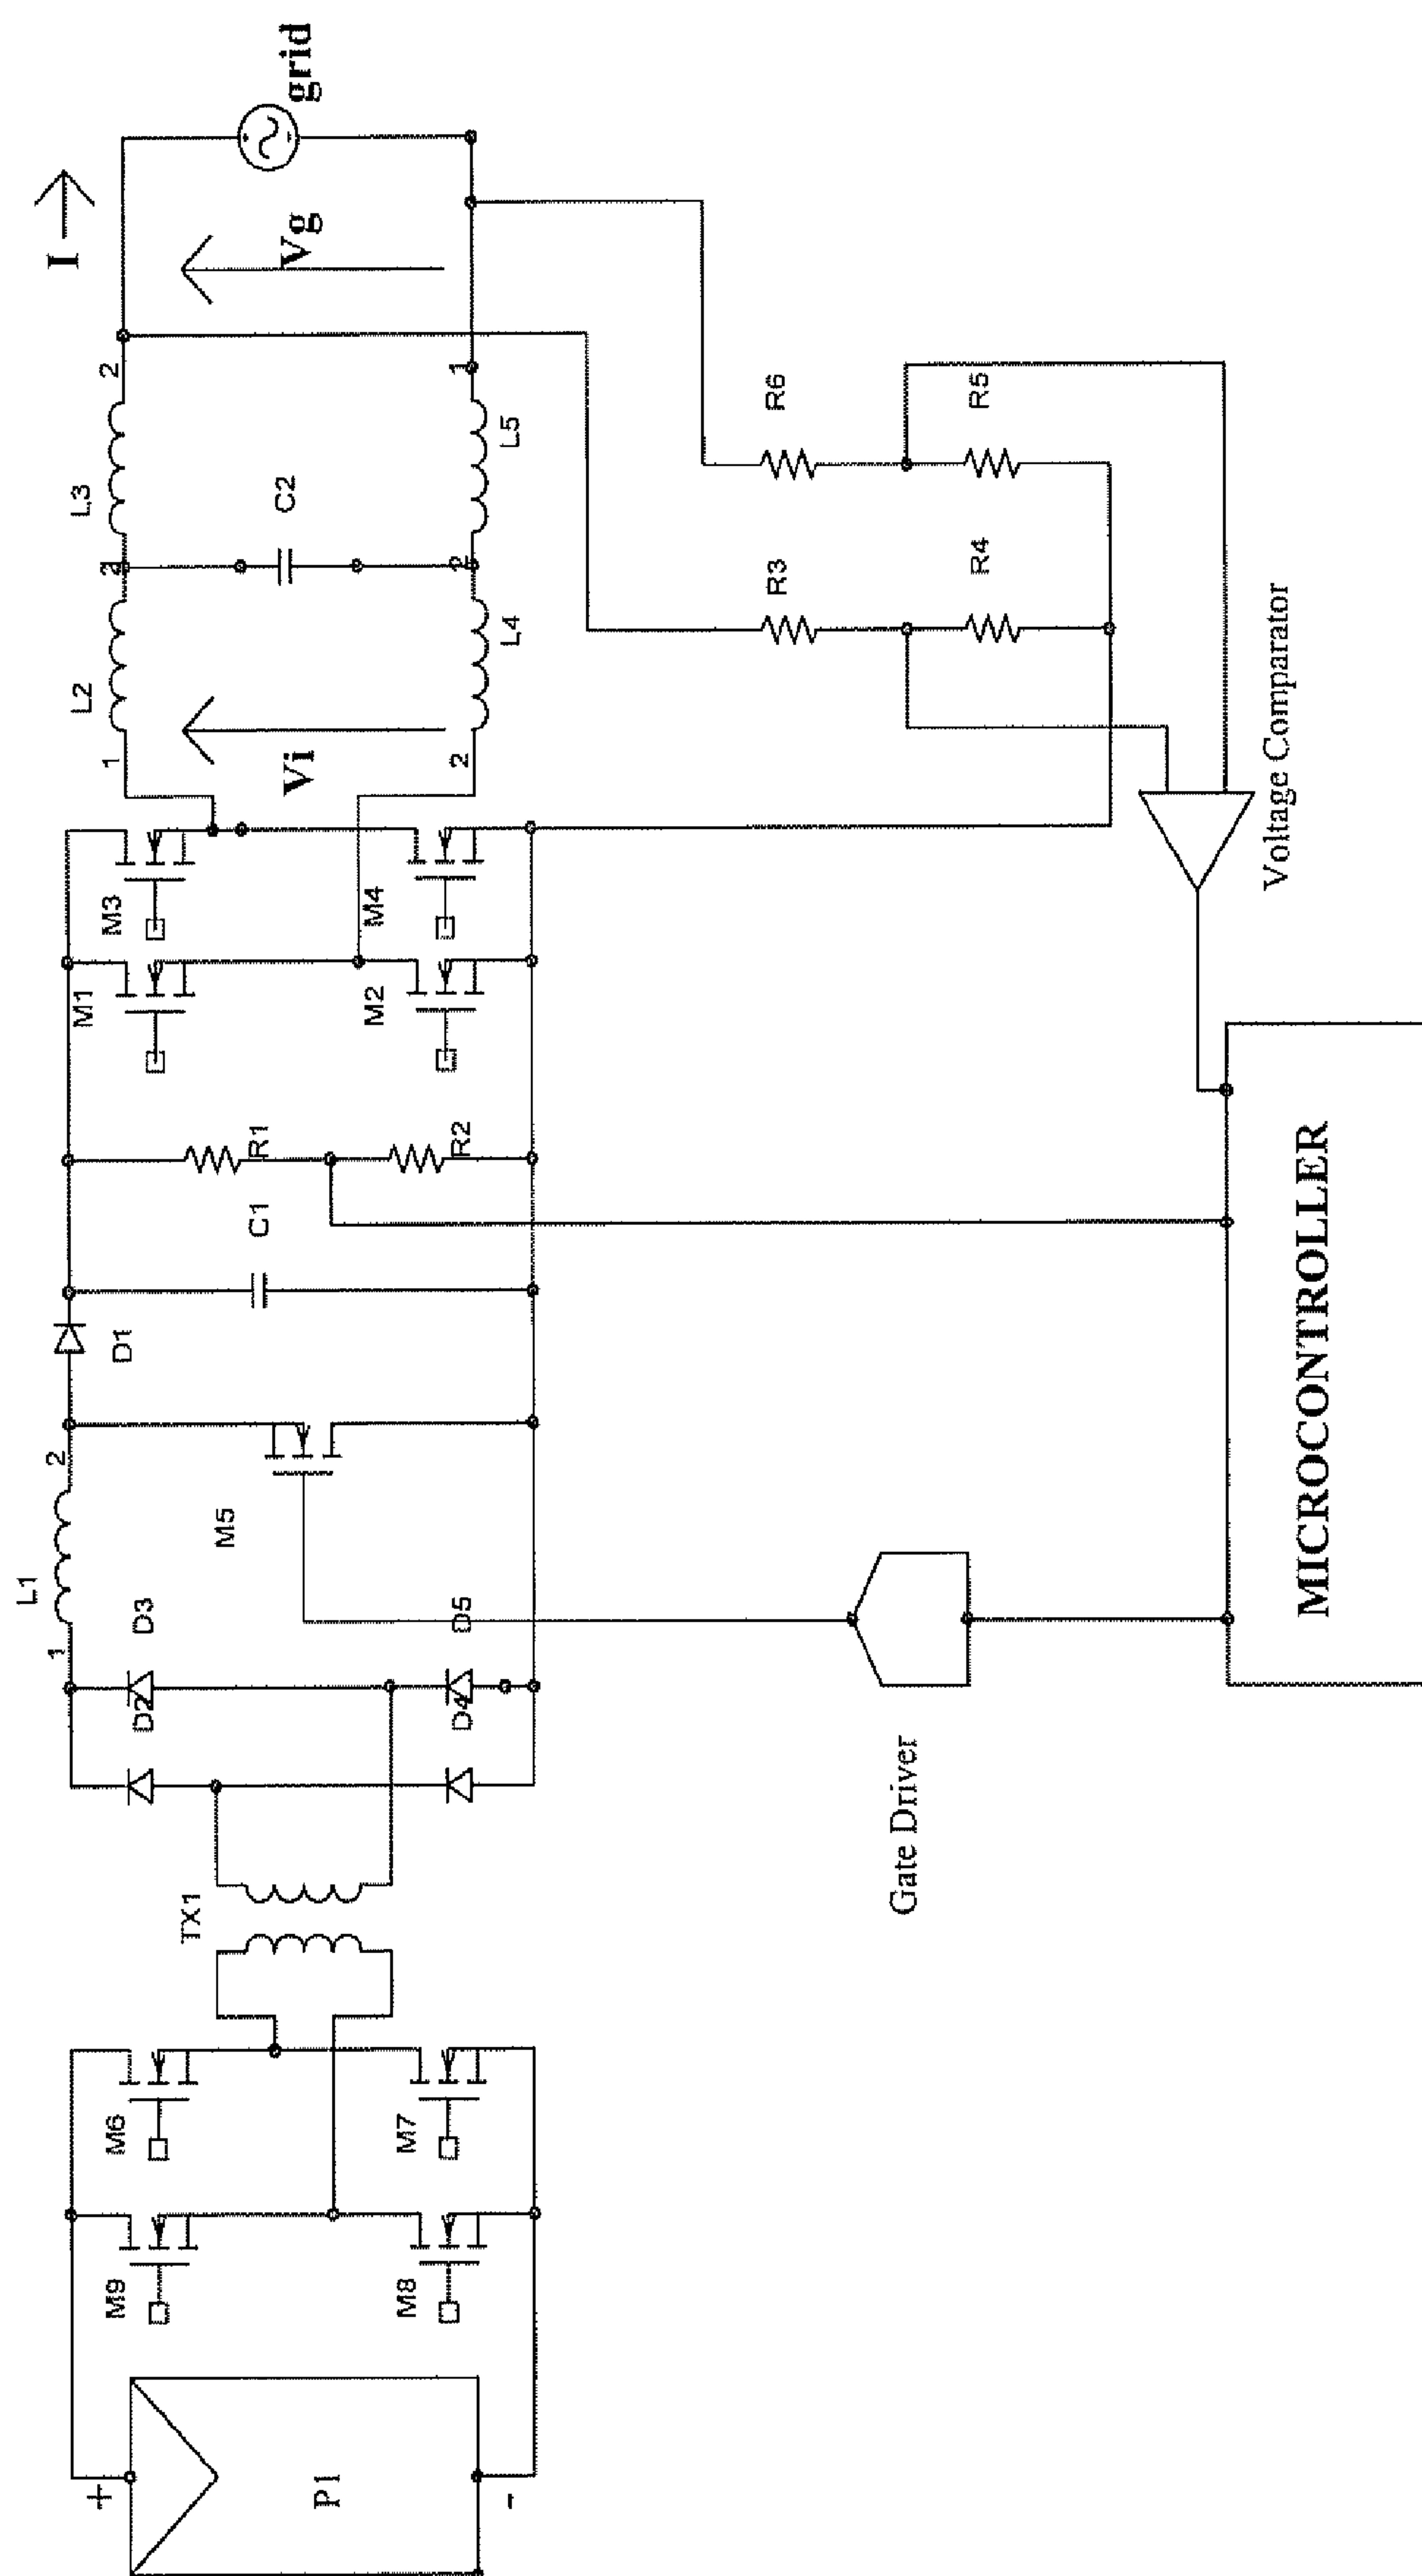 +
P1
-
M9
M8
M6
M7
TX1
D2
D4
D3
D5
1
L1
2
M5
D1
C1
R1
R2
M1
M2
M3
M4
1
L2
2
Vi
2
L4
2
L3
2
C2
L5
1
I
Vg
grid
R3
R4
R6
R5
Voltage Comparator
Gate Driver
MICROCONTROLLER